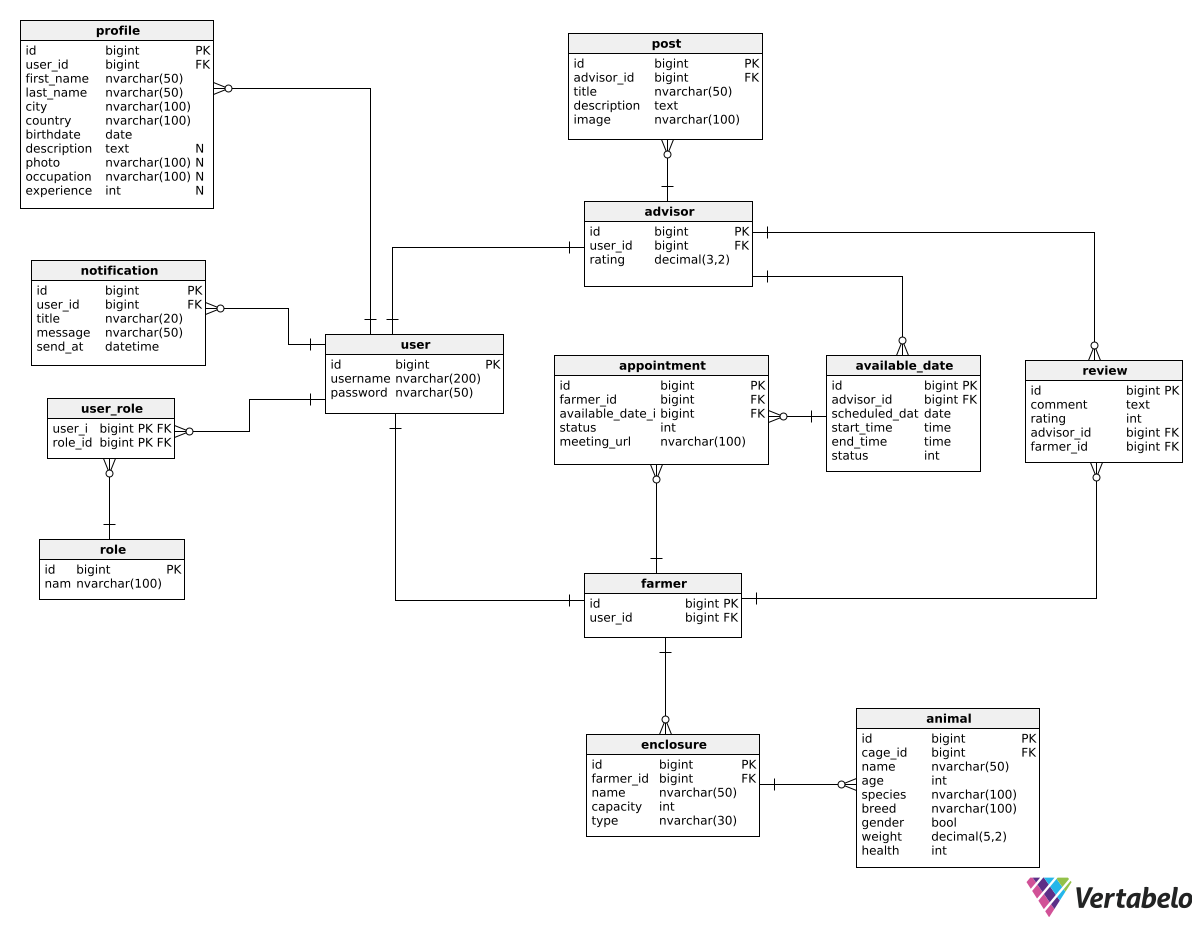 profile
id bigint PK
user_id bigint FK
first_name nvarchar(50)
last_name nvarchar(50)
city nvarchar(100)
country nvarchar(100)
birthdate date
description text N
photo nvarchar(100) N
occupation nvarchar(100) N
experience int N
post
id bigint PK
advisor_id bigint FK
title nvarchar(50)
description text
image nvarchar(100)
advisor
id bigint PK
user_id bigint FK
rating decimal(3,2)
notification
id bigint PK
user_id bigint FK
title nvarchar(20)
message nvarchar(50)
send_at datetime
user
id bigint PK
username nvarchar(200)
password nvarchar(50)
appointment
id bigint PK
farmer_id bigint FK
available_date_i bigint FK
status int
meeting_url nvarchar(100)
available_date
id bigint PK
advisor_id bigint FK
scheduled_dat date
start_time time
end_time time
status int
review
id bigint PK
comment text
rating int
advisor_id bigint FK
farmer_id bigint FK
user_role
user_i bigint PK FK
role_id bigint PK FK
role
id bigint PK
nam nvarchar(100)
farmer
id bigint PK
user_id bigint FK
enclosure
id bigint PK
farmer_id bigint FK
name nvarchar(50)
capacity int
type nvarchar(30)
animal
id bigint PK
cage_id bigint FK
name nvarchar(50)
age int
species nvarchar(100)
breed nvarchar(100)
gender bool
weight decimal(5,2)
health int
Vertabelo